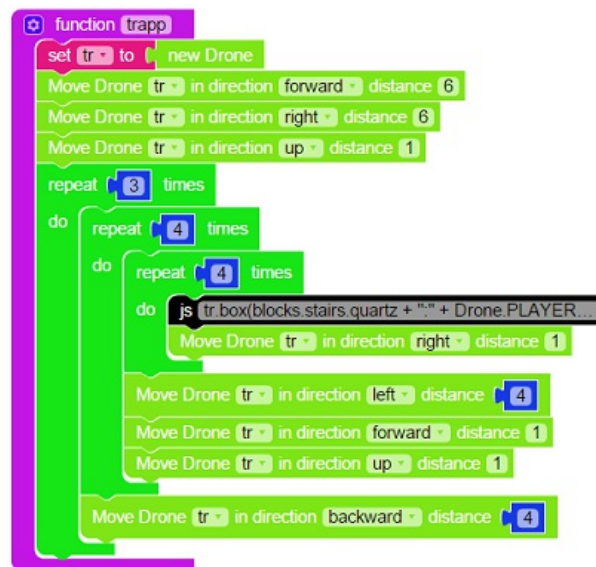 function trapp
set tr to new Drone
Move Drone tr in direction forward distance 6
Move Drone tr in direction right distance 6
Move Drone tr in direction up distance 1
repeat 3 times
do repeat 4 times
do repeat 4 times
do js tr.box(blocks.stairs.quartz + ":" + Drone.PLAYER...
Move Drone tr in direction right distance 1
Move Drone tr in direction left distance 4
Move Drone tr in direction forward distance 1
Move Drone tr in direction up distance 1
Move Drone tr in direction backward distance 4